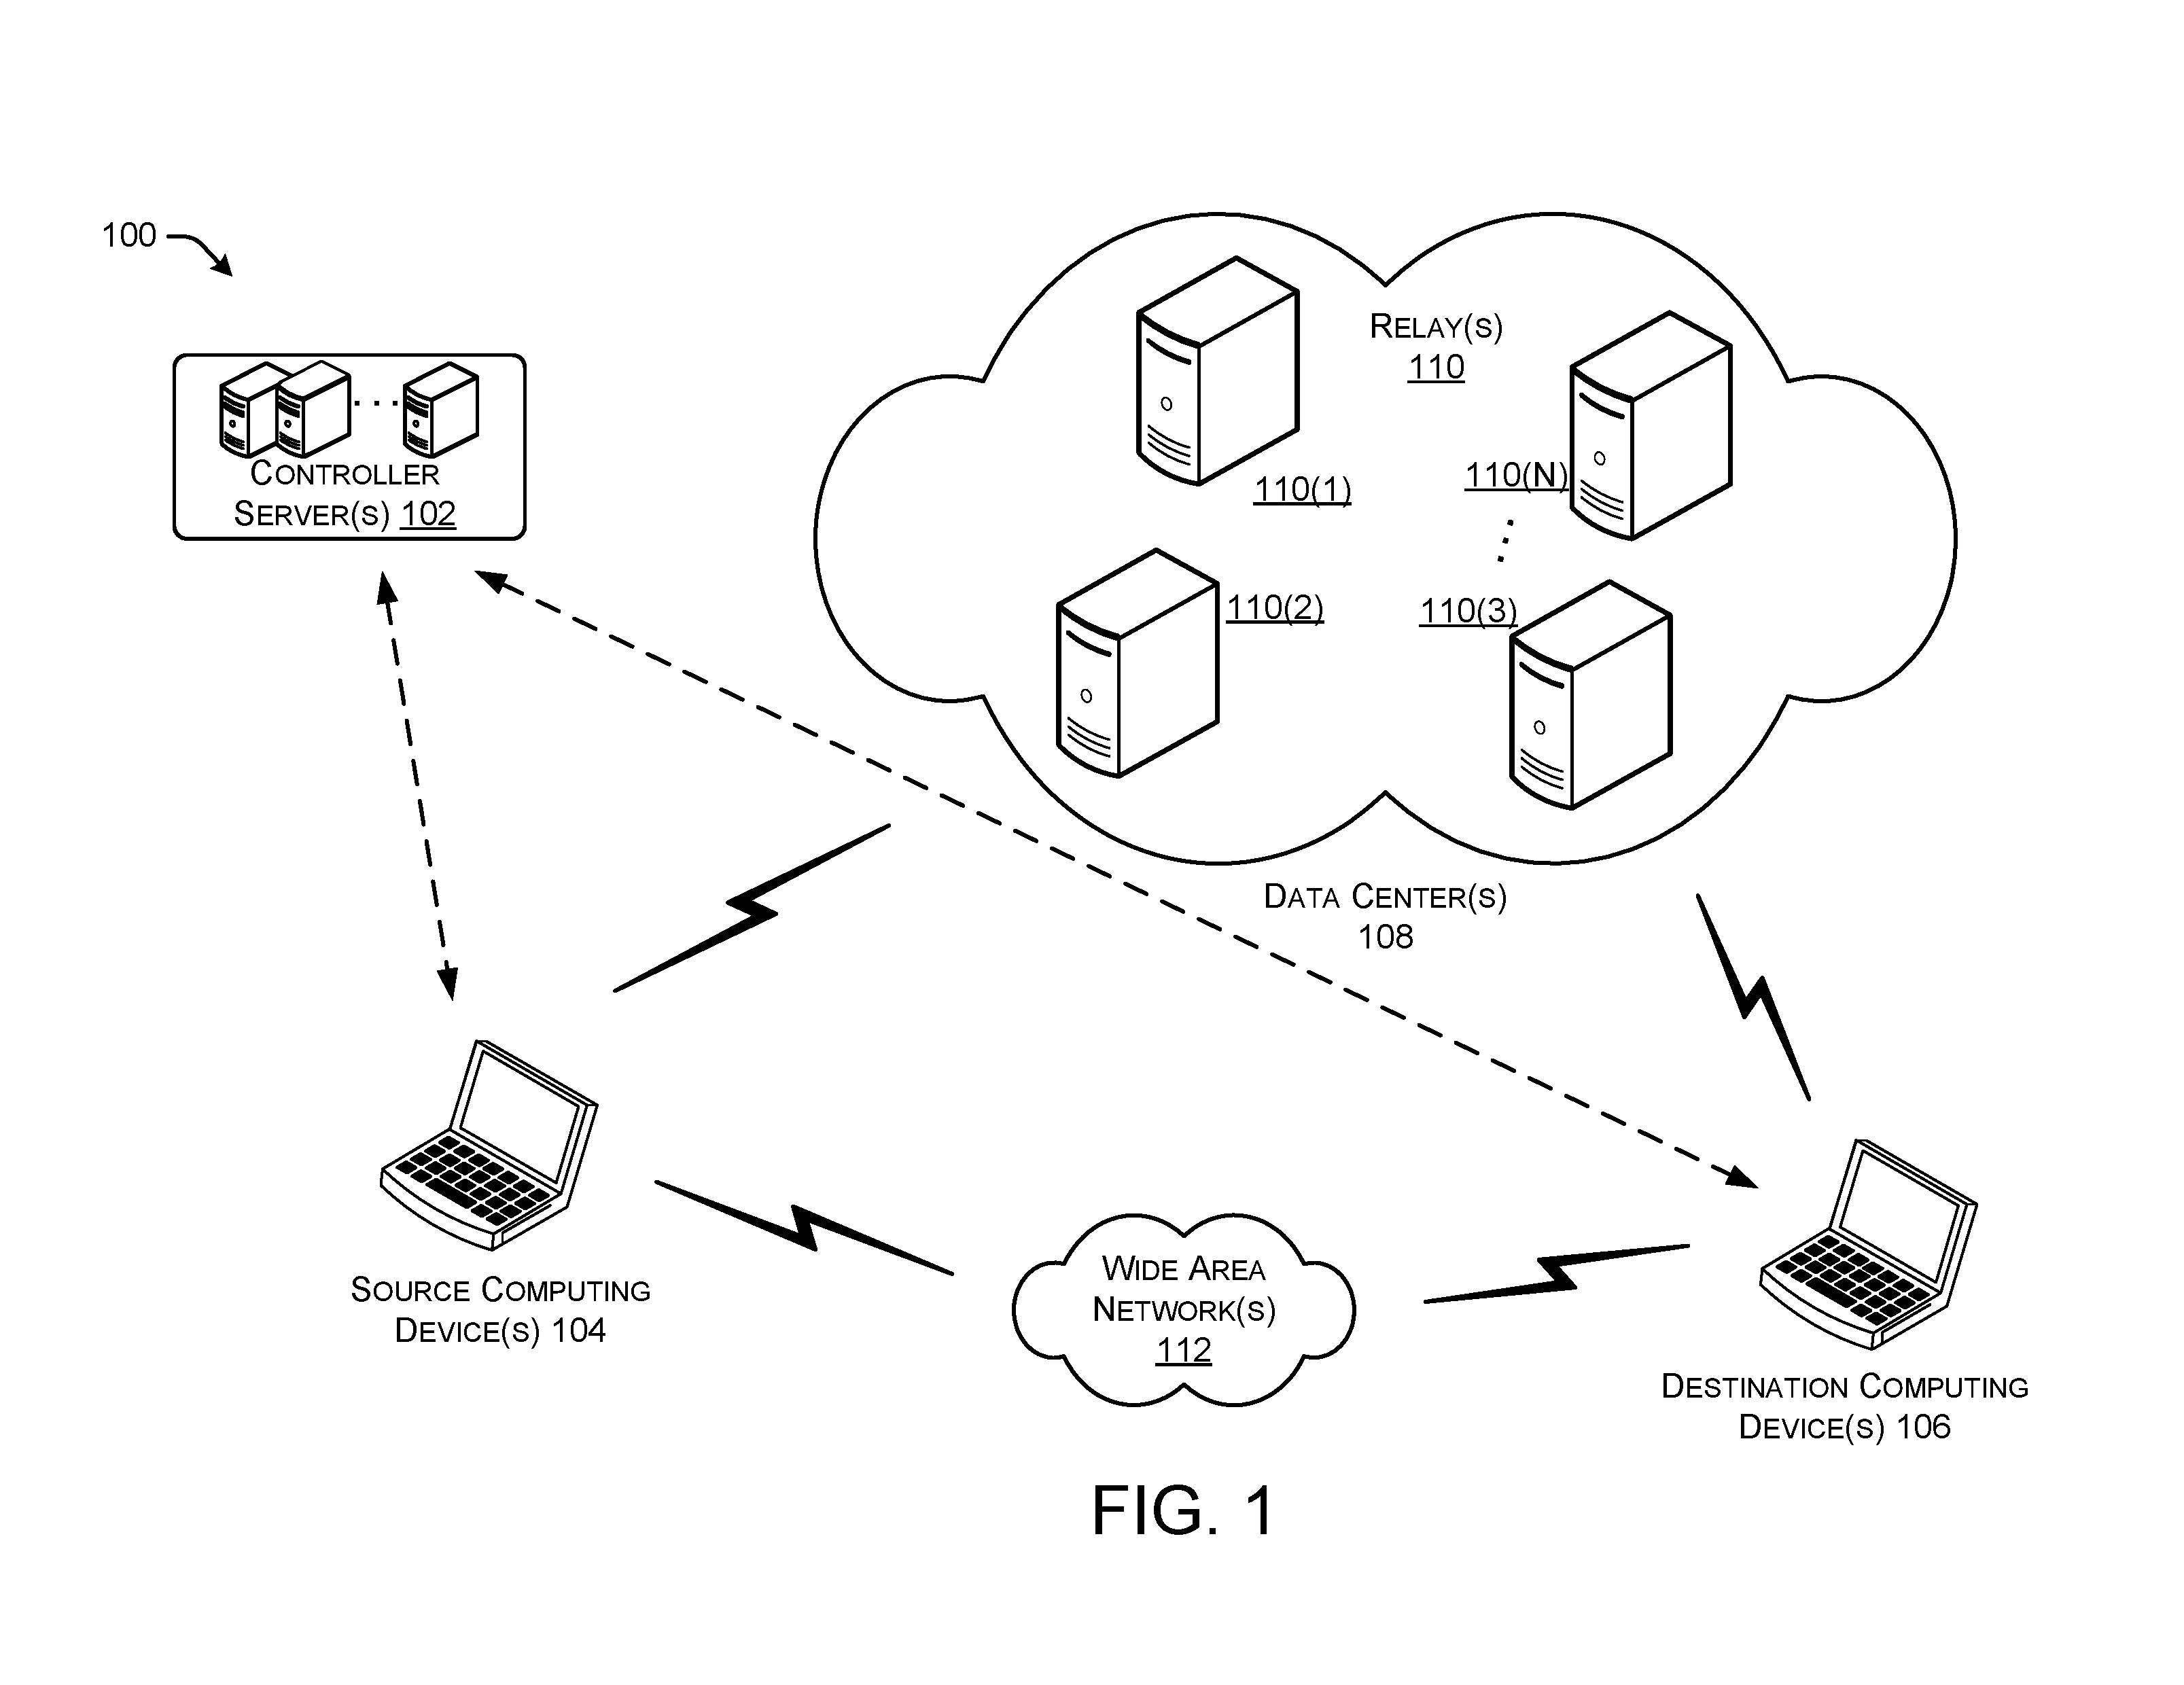 100
CONTROLLER
SERVER(S) 102
RELAY(S)
110
110(1)
110(N)
110(2)
110(3)
DATA CENTER(S)
108
SOURCE COMPUTING
DEVICE(S) 104
WIDE AREA
NETWORK(S)
112
DESTINATION COMPUTING
DEVICE(S) 106
FIG. 1